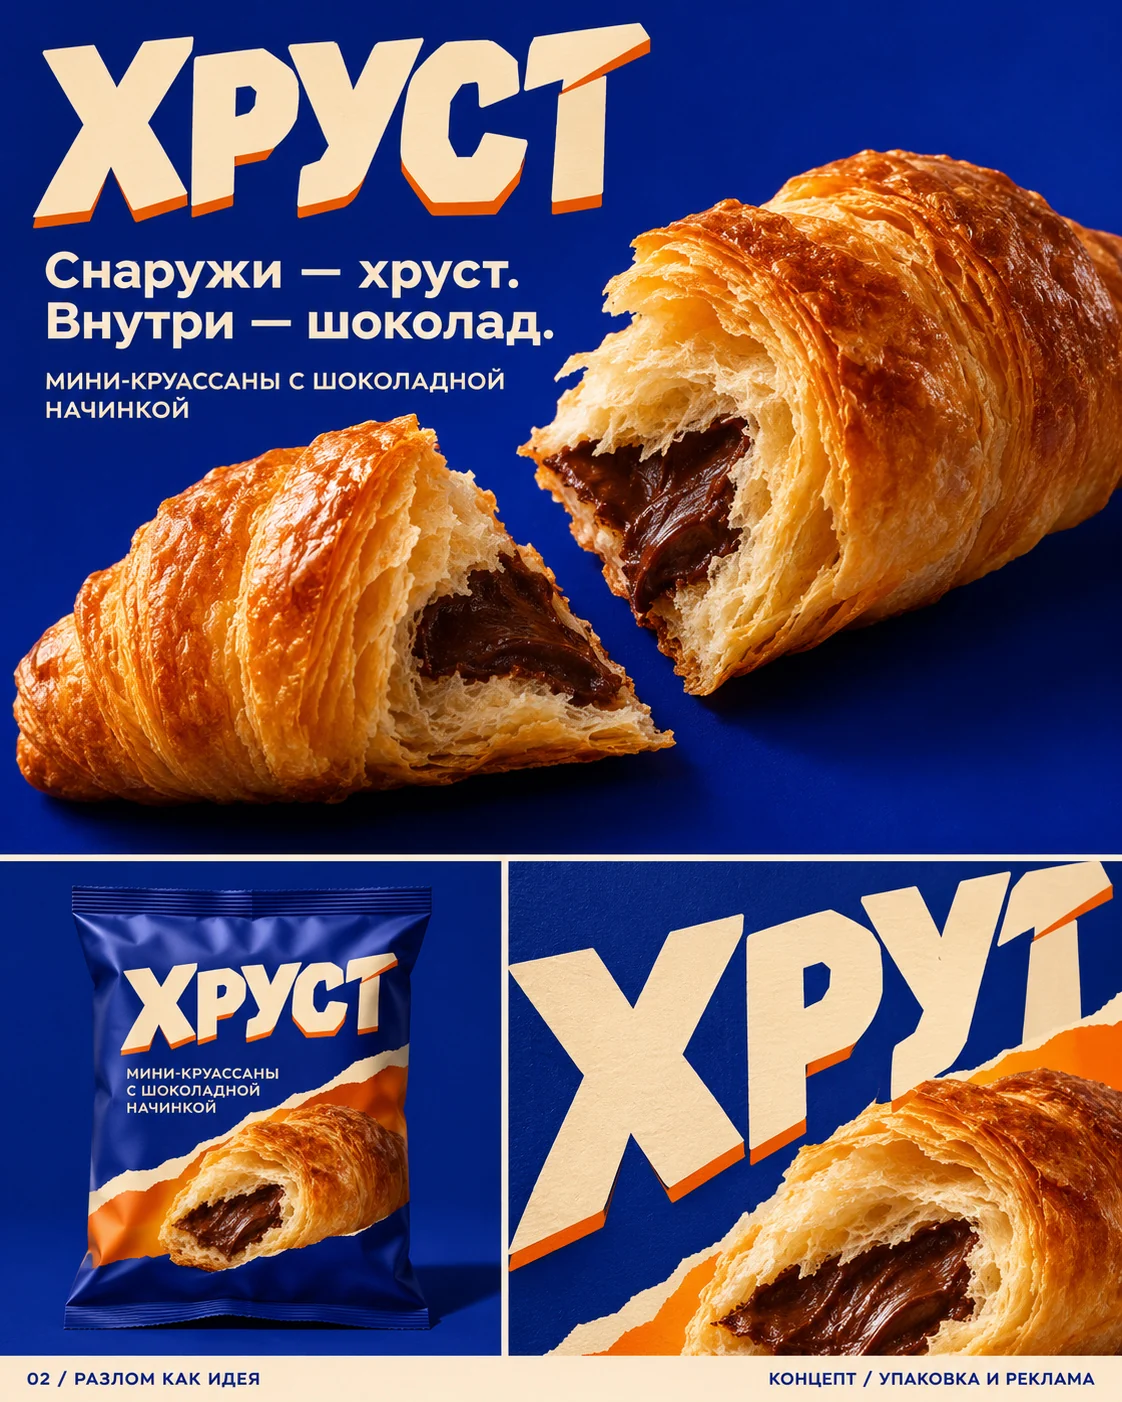 ХРУСТ
Снаружи — хруст.
Внутри — шоколад.
МИНИ-КРУАССАНЫ С ШОКОЛАДНОЙ
НАЧИНКОЙ
ХРУСТ
МИНИ-КРУАССАНЫ
С ШОКОЛАДНОЙ
НАЧИНКОЙ
ХРУТ
02 / РАЗЛОМ КАК ИДЕЯ
КОНЦЕПТ / УПАКОВКА И РЕКЛАМА